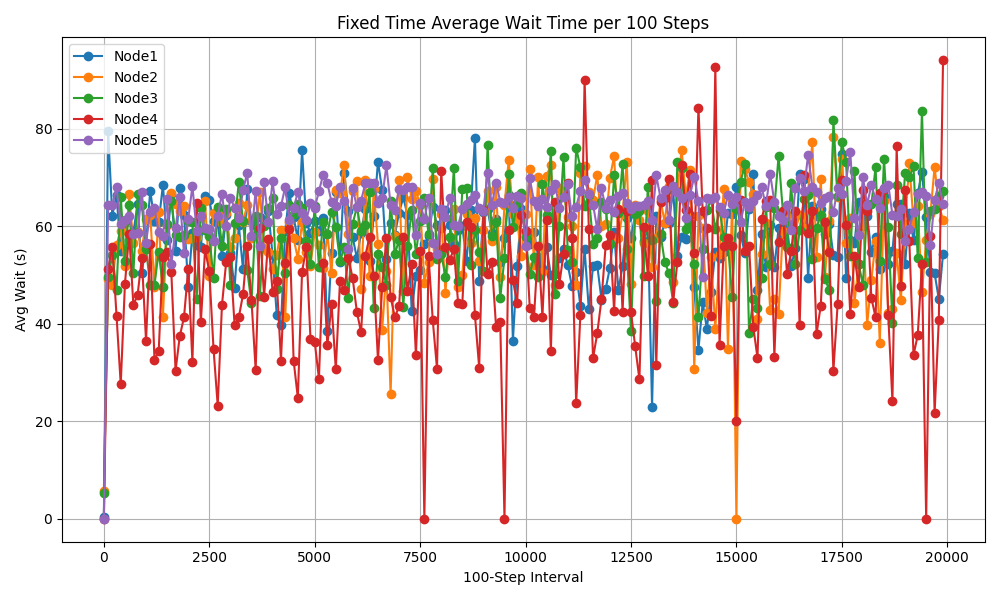 Fixed Time Average Wait Time per 100 Steps
Node1
Node2
Node3
Node4
Node5
80
60
40
20
0
Avg Wait (s)
0 2500 5000 7500 10000 12500 15000 17500 20000
100-Step Interval